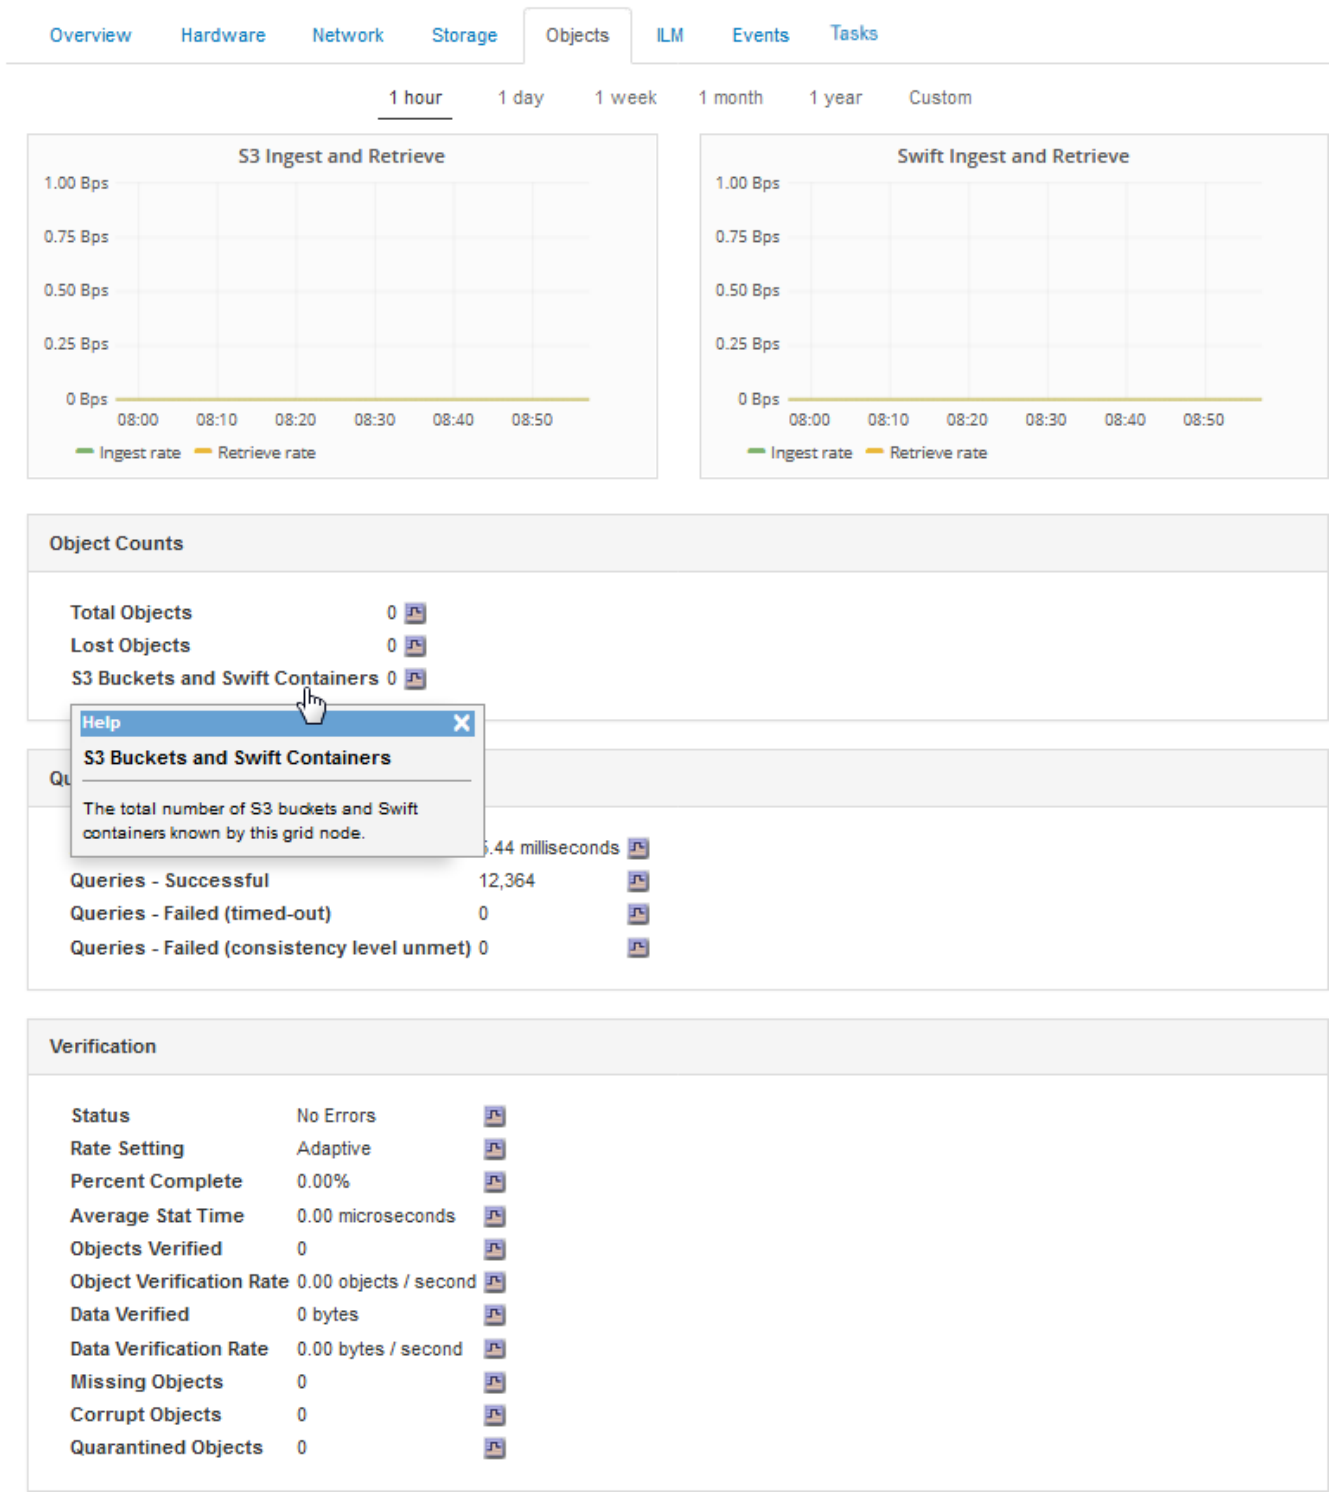 Overview Hardware Network Storage Objects ILM Events Tasks
1 hour 1 day 1 week 1 month 1 year Custom
S3 Ingest and Retrieve
1.00 Bps
0.75 Bps
0.50 Bps
0.25 Bps
0 Bps
08:00 08:10 08:20 08:30 08:40 08:50
Ingest rate Retrieve rate
Swift Ingest and Retrieve
1.00 Bps
0.75 Bps
0.50 Bps
0.25 Bps
0 Bps
08:00 08:10 08:20 08:30 08:40 08:50
Ingest rate Retrieve rate
Object Counts
Total Objects 0
Lost Objects 0
S3 Buckets and Swift Containers 0
Help
S3 Buckets and Swift Containers
The total number of S3 buckets and Swift
containers known by this grid node.
.44 milliseconds
Queries - Successful 12,364
Queries - Failed (timed-out) 0
Queries - Failed (consistency level unmet) 0
Verification
Status No Errors
Rate Setting Adaptive
Percent Complete 0.00%
Average Stat Time 0.00 microseconds
Objects Verified 0
Object Verification Rate 0.00 objects / second
Data Verified 0 bytes
Data Verification Rate 0.00 bytes / second
Missing Objects 0
Corrupt Objects 0
Quarantined Objects 0